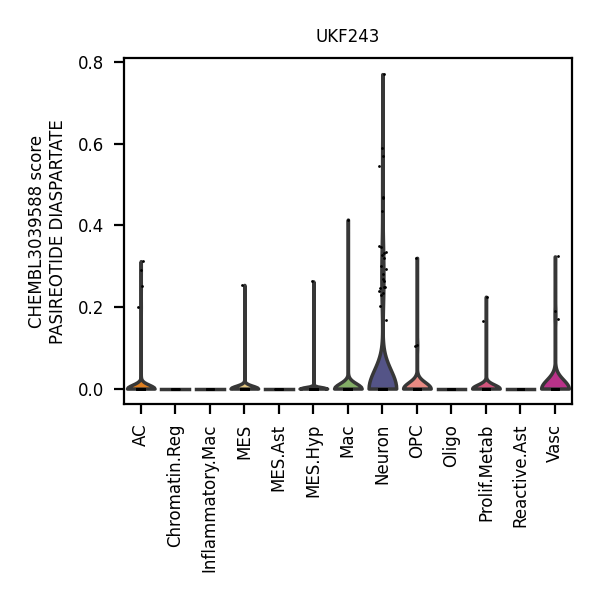 UKF243
CHEMBL3039588 score
PASIREOTIDE DIASPARTATE
0.8
0.6
0.4
0.2
0.0
AC
Chromatin.Reg
Inflammatory.Mac
MES
MES.Ast
MES.Hyp
Mac
Neuron
OPC
Oligo
Prolif.Metab
Reactive.Ast
Vasc